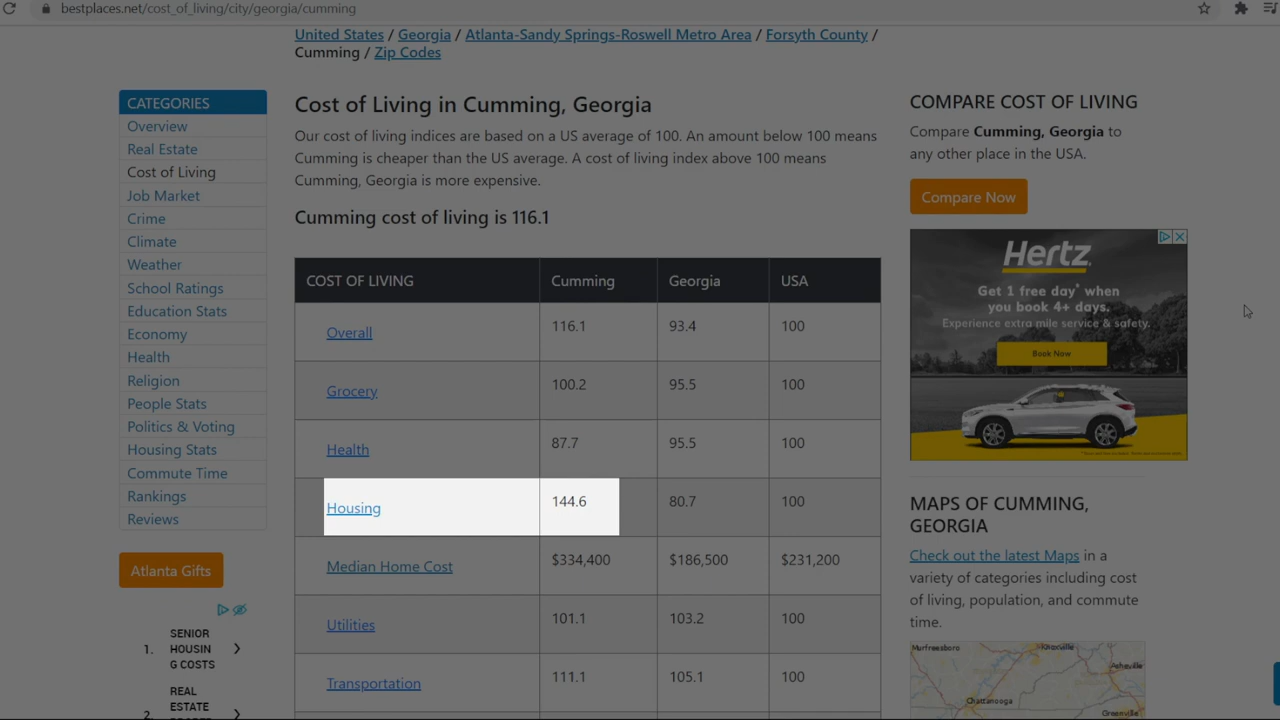 bestplaces.net/cost_of_living/city/georgia/cumming
United States / Georgia / Atlanta-Sandy Springs-Roswell Metro Area / Forsyth County /
Cumming / Zip Codes
CATEGORIES
Overview
Real Estate
Cost of Living
Job Market
Crime
Climate
Weather
School Ratings
Education Stats
Economy
Health
Religion
People Stats
Politics & Voting
Housing Stats
Commute Time
Rankings
Reviews
Atlanta Gifts
1. SENIOR
HOUSIN
G COSTS
2. REAL
ESTATE
Cost of Living in Cumming, Georgia
Our cost of living indices are based on a US average of 100. An amount below 100 means
Cumming is cheaper than the US average. A cost of living index above 100 means
Cumming, Georgia is more expensive.
Cumming cost of living is 116.1
COST OF LIVING Cumming Georgia USA
Overall 116.1 93.4 100
Grocery 100.2 95.5 100
Health 87.7 95.5 100
Housing 144.6 80.7 100
Median Home Cost $334,400 $186,500 $231,200
Utilities 101.1 103.2 100
Transportation 111.1 105.1 100
COMPARE COST OF LIVING
Compare Cumming, Georgia to
any other place in the USA.
Compare Now
Hertz
Get 1 free day* when
you book 4+ days.
Experience extra mile service & safety.
Book Now
MAPS OF CUMMING,
GEORGIA
Check out the latest Maps in a
variety of categories including cost
of living, population, and commute
time.
Murfreesboro
Knoxville
Asheville
Chattanooga
Greenville